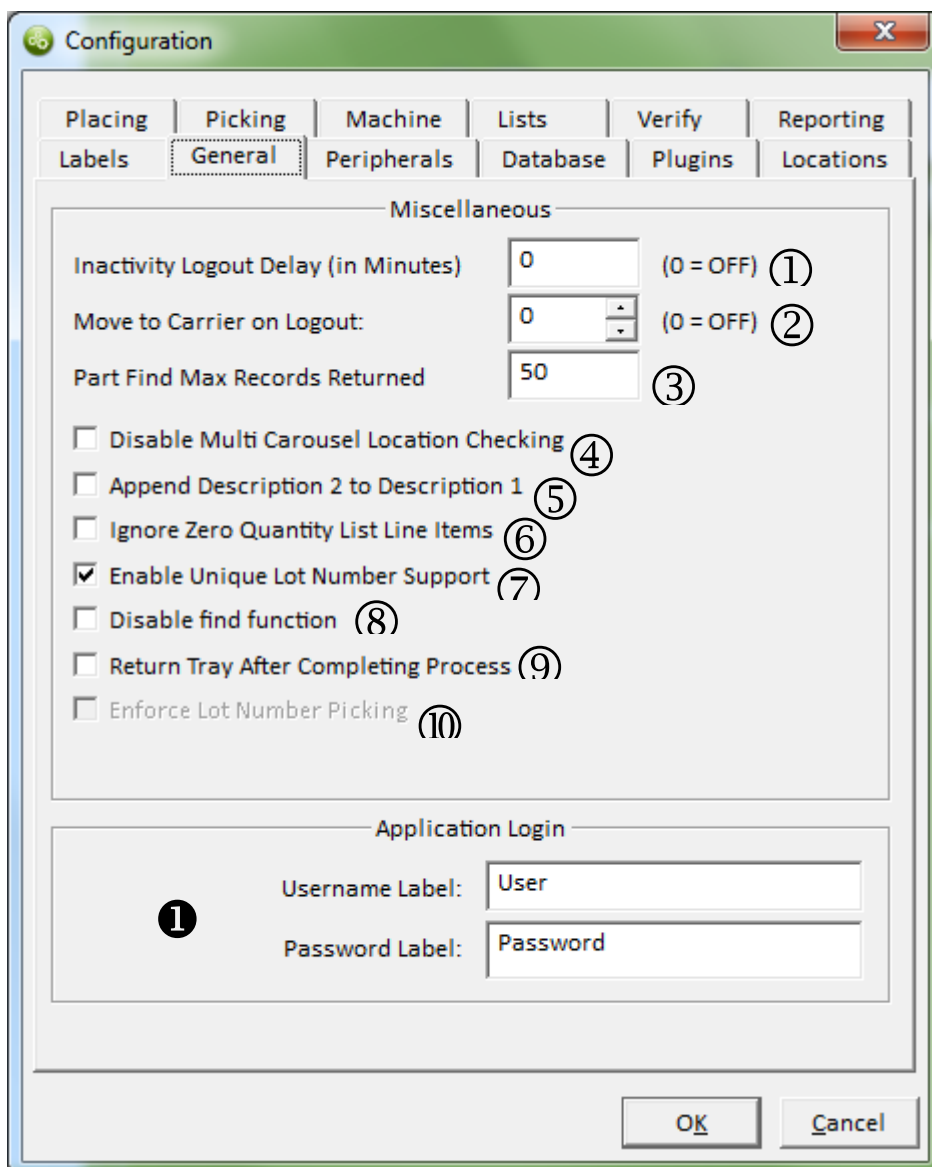 Configuration
x
Placing Picking Machine Lists Verify Reporting
Labels General Peripherals Database Plugins Locations
Miscellaneous
Inactivity Logout Delay (in Minutes) 0 (0 = OFF) ①
Move to Carrier on Logout: 0 (0 = OFF) ②
Part Find Max Records Returned 50 ③
Disable Multi Carousel Location Checking ④
Append Description 2 to Description 1 ⑤
Ignore Zero Quantity List Line Items ⑥
Enable Unique Lot Number Support ⑦
Disable find function ⑧
Return Tray After Completing Process ⑨
Enforce Lot Number Picking ⑩
Application Login
Username Label: User
❶
Password Label: Password
OK Cancel